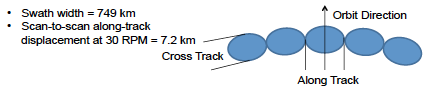 • Swath width = 749 km
• Scan-to-scan along-track
displacement at 30 RPM = 7.2 km
Orbit Direction
Cross Track
Along Track